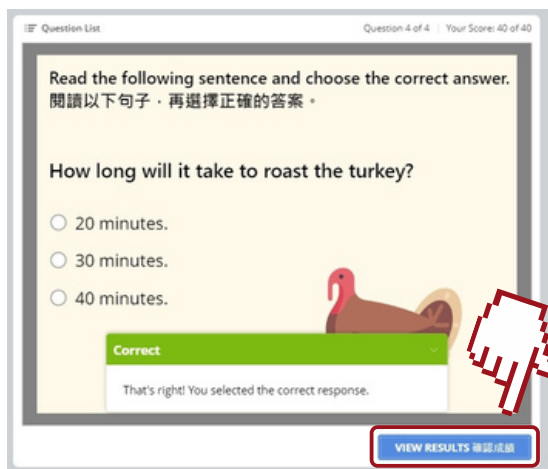 Question List
Question 4 of 4 | Your Score: 40 of 40
Read the following sentence and choose the correct answer.
閱讀以下句子，再選擇正確的答案。
How long will it take to roast the turkey?
20 minutes.
30 minutes.
40 minutes.
Correct
That's right! You selected the correct response.
VIEW RESULTS 確認成績